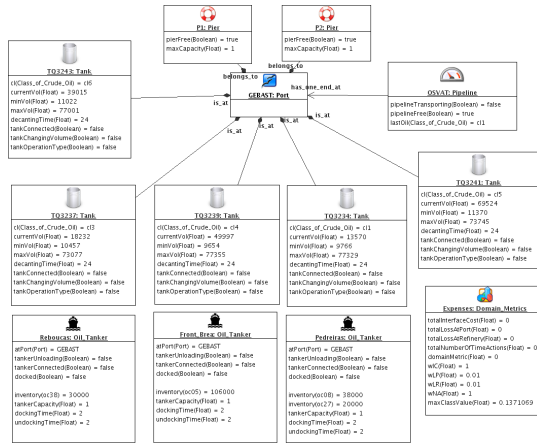 P1: Pier
pierFree(Boolean) = true
maxCapacity(Float) = 1
P2: Pier
pierFree(Boolean) = true
maxCapacity(Float) = 1
TQ3243: Tank
cl(Class_of_Crude_Oil) = cl6
currentVol(Float) = 39015
minVol(Float) = 11022
maxVol(Float) = 77001
decantingTime(Float) = 24
tankConnected(Boolean) = false
tankChangingVolume(Boolean) = false
tankOperationType(Boolean) = false
belongs_to
belongs_to
GEBAST: Port
has_one_end_at
is_at
is_at
is_at
is_at
is_at
OSVAT: Pipeline
pipelineTransporting(Boolean) = false
pipelineFree(Boolean) = true
lastOil(Class_of_Crude_Oil) = cl1
TQ3241: Tank
cl(Class_of_Crude_Oil) = cl5
currentVol(Float) = 69524
minVol(Float) = 11370
maxVol(Float) = 73745
decantingTime(Float) = 24
tankConnected(Boolean) = false
tankChangingVolume(Boolean) = false
tankOperationType(Boolean) = false
TQ3237: Tank
cl(Class_of_Crude_Oil) = cl3
currentVol(Float) = 18232
minVol(Float) = 10457
maxVol(Float) = 73077
decantingTime(Float) = 24
tankConnected(Boolean) = false
tankChangingVolume(Boolean) = false
tankOperationType(Boolean) = false
TQ3239: Tank
cl(Class_of_Crude_Oil) = cl4
currentVol(Float) = 49997
minVol(Float) = 9654
maxVol(Float) = 77355
decantingTime(Float) = 24
tankConnected(Boolean) = false
tankChangingVolume(Boolean) = false
tankOperationType(Boolean) = false
TQ3234: Tank
cl(Class_of_Crude_Oil) = cl1
currentVol(Float) = 13570
minVol(Float) = 9766
maxVol(Float) = 77329
decantingTime(Float) = 24
tankConnected(Boolean) = false
tankChangingVolume(Boolean) = false
tankOperationType(Boolean) = false
Reboucas: Oil_Tanker
atPort(Port) = GEBAST
tankerUnloading(Boolean) = false
tankerConnected(Boolean) = false
docked(Boolean) = false
inventory(oc38) = 30000
tankerCapacity(Float) = 1
dockingTime(Float) = 2
undockingTime(Float) = 2
Front_Brea: Oil_Tanker
atPort(Port) = GEBAST
tankerUnloading(Boolean) = false
tankerConnected(Boolean) = false
docked(Boolean) = false
inventory(oc05) = 106000
tankerCapacity(Float) = 1
dockingTime(Float) = 2
undockingTime(Float) = 2
Pedreiras: Oil_Tanker
atPort(Port) = GEBAST
tankerUnloading(Boolean) = false
tankerConnected(Boolean) = false
docked(Boolean) = false
inventory(oc08) = 38000
inventory(oc27) = 20000
tankerCapacity(Float) = 1
dockingTime(Float) = 2
undockingTime(Float) = 2
Expenses: Domain_Metrics
totalInterfaceCost(Float) = 0
totalLossAtPort(Float) = 0
totalLossAtRefinery(Float) = 0
totalNumberOfTimeActions(Float) = 0
domainMetric(Float) = 0
wIC(Float) = 1
wLP(Float) = 0.01
wLR(Float) = 0.01
wNA(Float) = 1
maxClassValue(Float) = 0.1371069